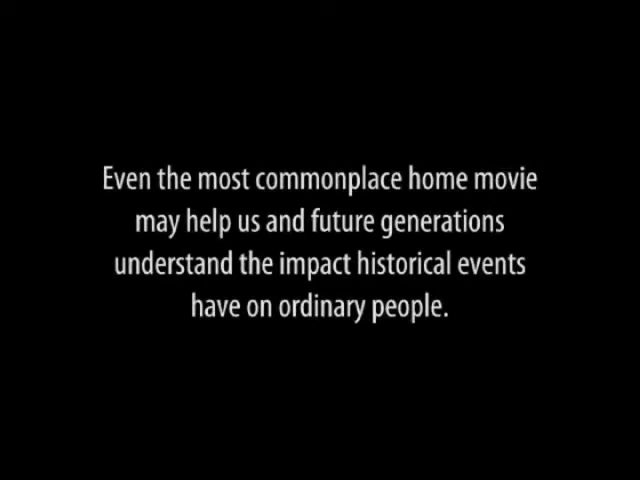 Even the most commonplace home movie
may help us and future generations
understand the impact historical events
have on ordinary people.